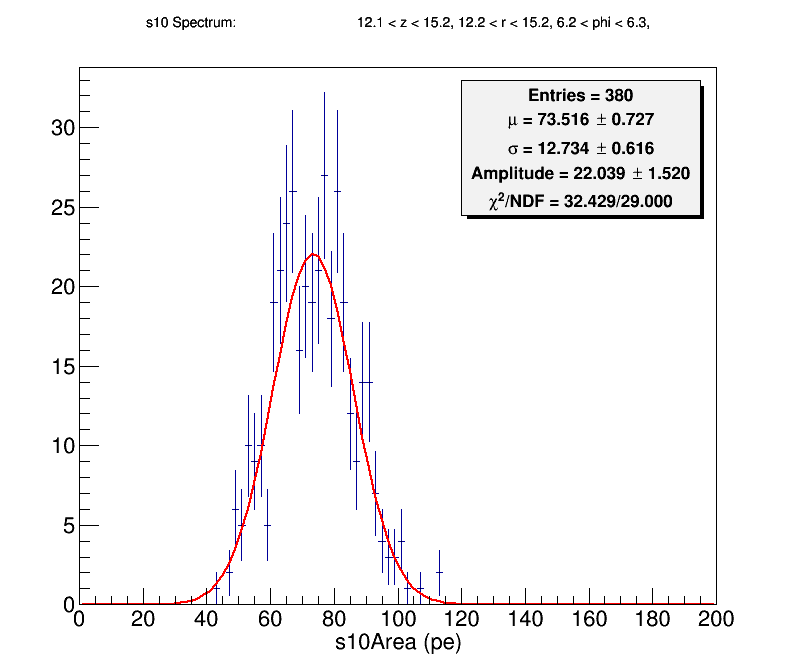 s10 Spectrum: 12.1 < z < 15.2, 12.2 < r < 15.2, 6.2 < phi < 6.3,
Entries = 380
μ = 73.516 ± 0.727
σ = 12.734 ± 0.616
Amplitude = 22.039 ± 1.520
χ²/NDF = 32.429/29.000
30
25
20
15
10
5
0
0 20 40 60 80 100 120 140 160 180 200
s10Area (pe)